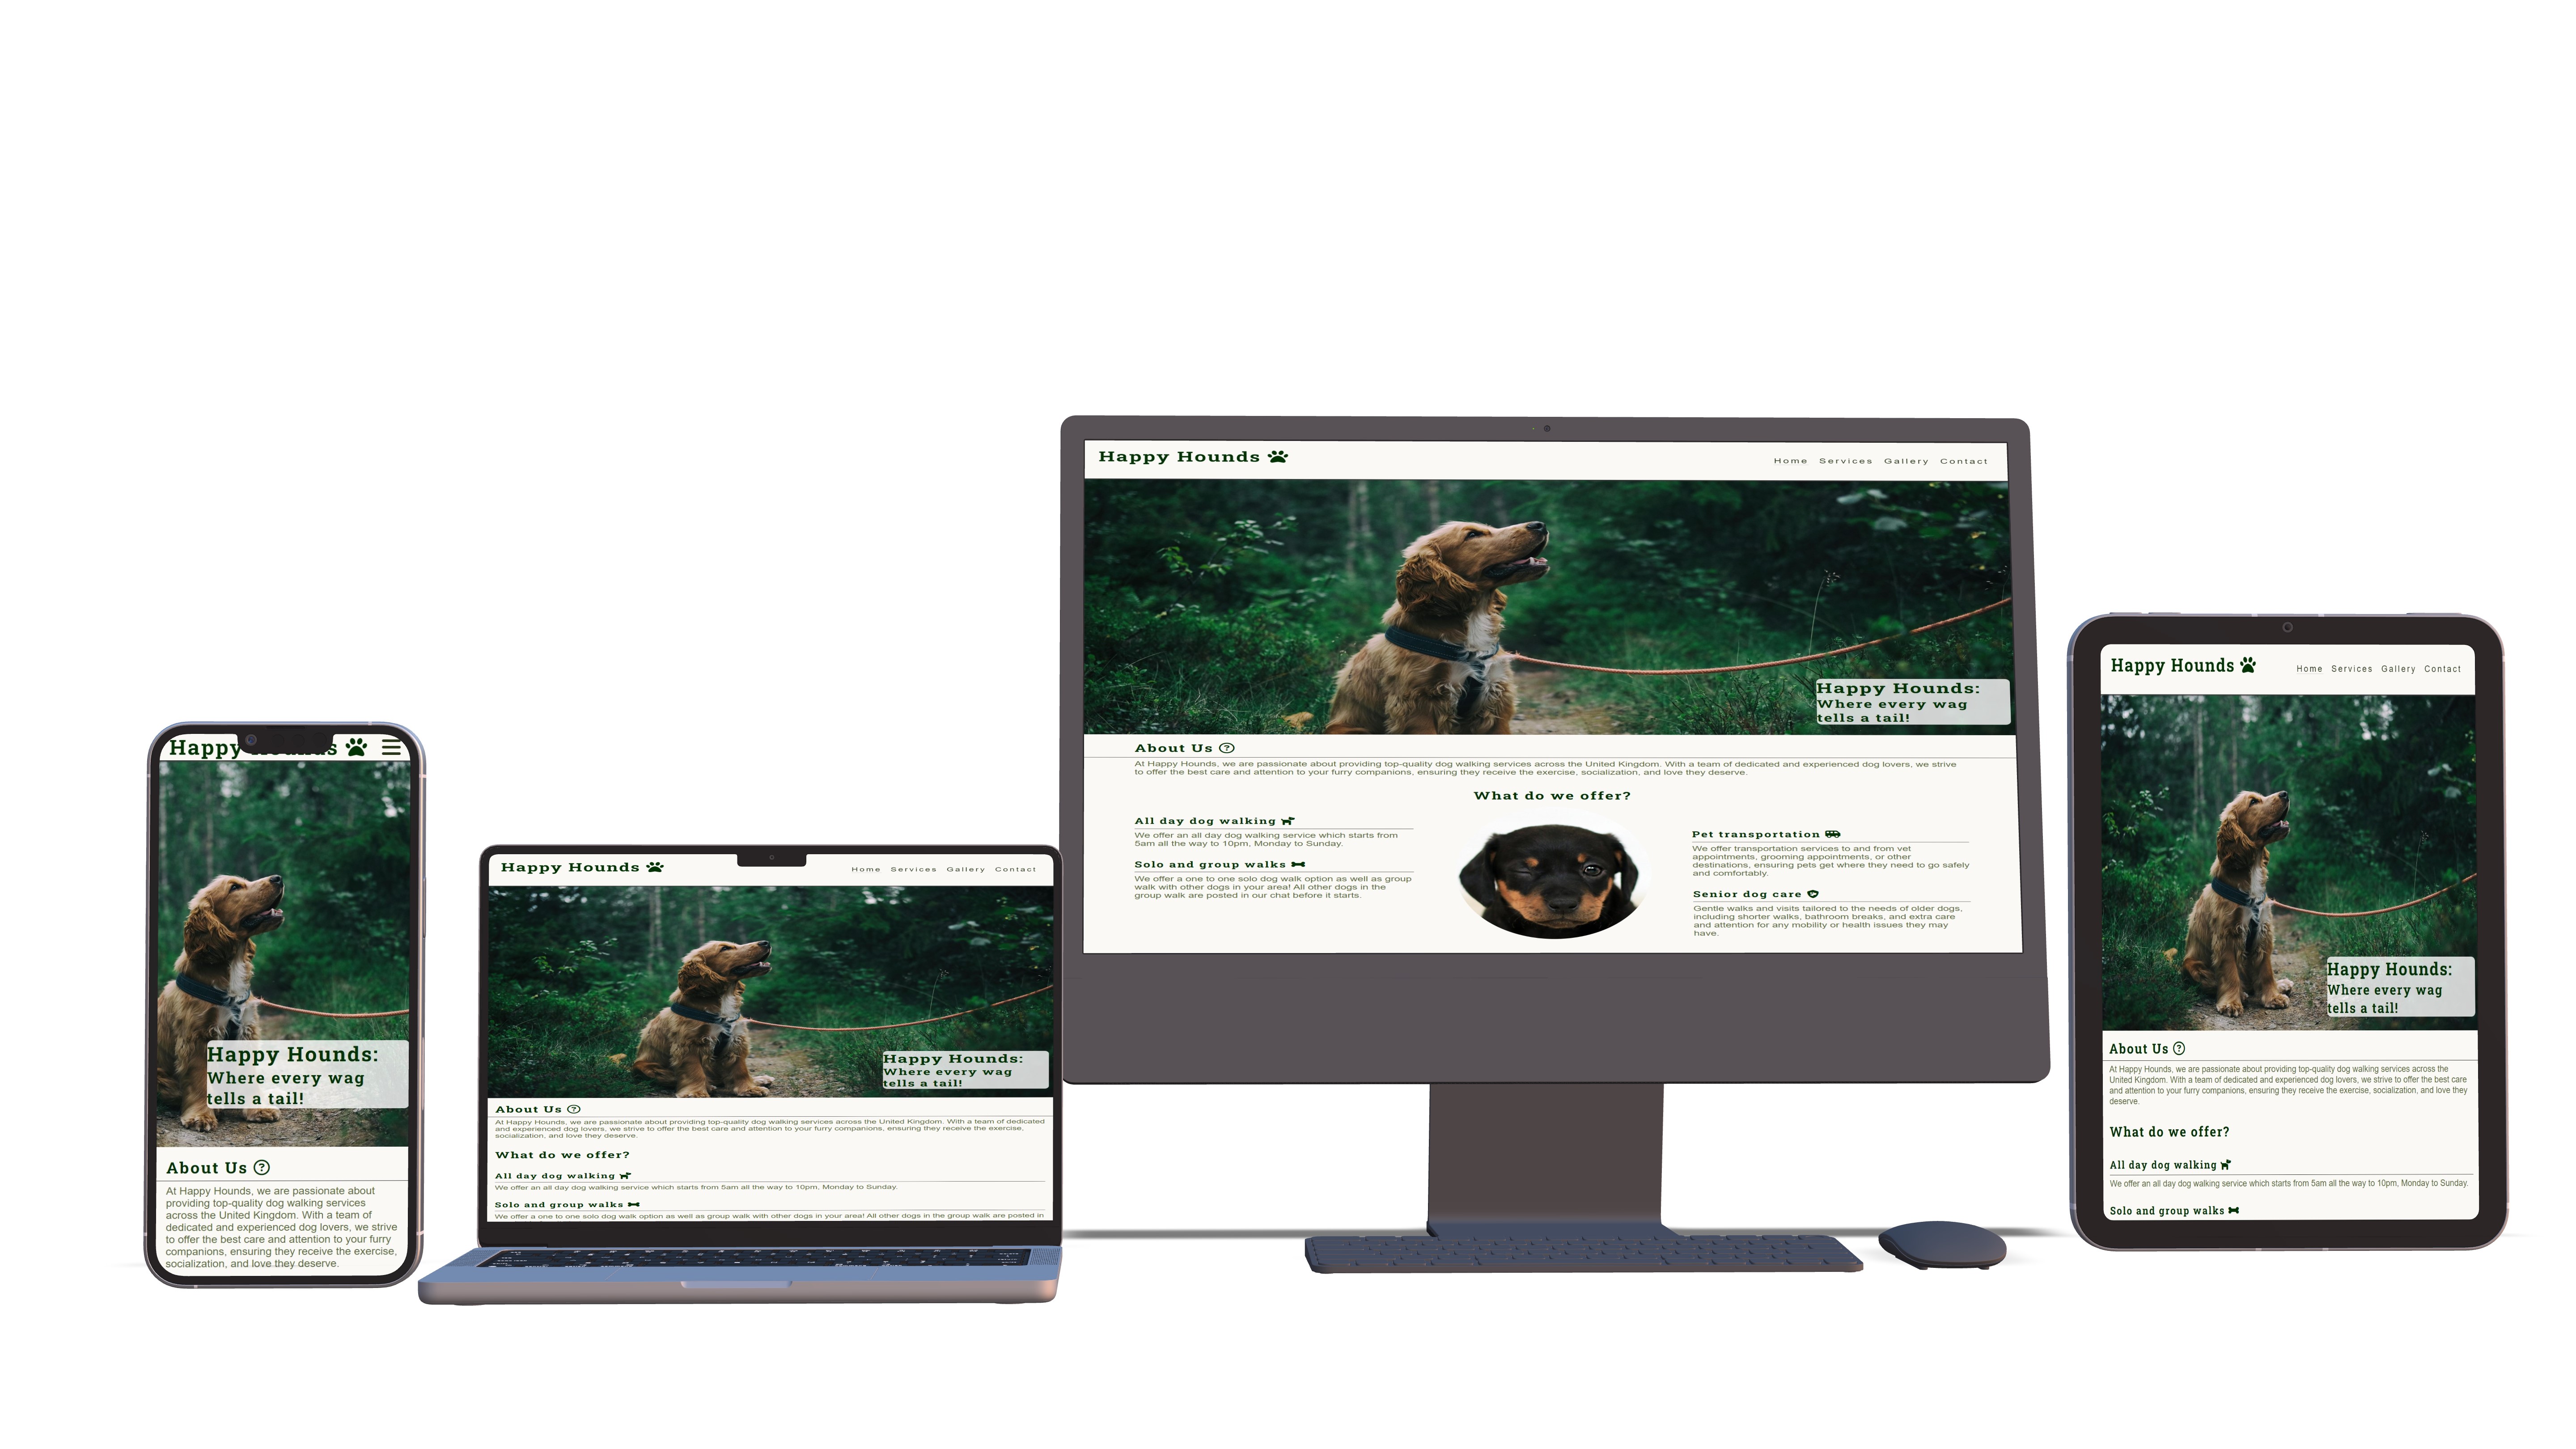 Happy Hounds
Happy Hounds:
Where every wag
tells a tail!
About Us
At Happy Hounds, we are passionate about
providing top-quality dog walking services
across the United Kingdom. With a team of
dedicated and experienced dog lovers, we strive
to offer the best care and attention to your furry
companions, ensuring they receive the exercise,
socialization, and love they deserve.
Happy Hounds
Home Services Gallery Contact
Happy Hounds:
Where every wag
tells a tail!
About Us
At Happy Hounds, we are passionate about providing top-quality dog walking services across the United Kingdom. With a team of dedicated
and experienced dog lovers, we strive to offer the best care and attention to your furry companions, ensuring they receive the exercise,
socialization, and love they deserve.
What do we offer?
All day dog walking
We offer an all day dog walking service which starts from 5am all the way to 10pm, Monday to Sunday.
Solo and group walks
We offer a one to one solo dog walk option as well as group walk with other dogs in your area! All other dogs in the group walk are posted in
Happy Hounds
Home Services Gallery Contact
Happy Hounds:
Where every wag
tells a tail!
About Us
At Happy Hounds, we are passionate about providing top-quality dog walking services across the United Kingdom. With a team of dedicated and experienced dog lovers, we strive
to offer the best care and attention to your furry companions, ensuring they receive the exercise, socialization, and love they deserve.
What do we offer?
All day dog walking
We offer an all day dog walking service which starts from
5am all the way to 10pm, Monday to Sunday.
Solo and group walks
We offer a one to one solo dog walk option as well as group
walk with other dogs in your area! All other dogs in the
group walk are posted in our chat before it starts.
Pet transportation
We offer transportation services to and from vet
appointments, grooming appointments, or other
destinations, ensuring pets get where they need to go safely
and comfortably.
Senior dog care
Gentle walks and visits tailored to the needs of older dogs,
including shorter walks, bathroom breaks, and extra care
and attention for any mobility or health issues they may
have.
Happy Hounds
Home Services Gallery Contact
Happy Hounds:
Where every wag
tells a tail!
About Us
At Happy Hounds, we are passionate about providing top-quality dog walking services across the
United Kingdom. With a team of dedicated and experienced dog lovers, we strive to offer the best care
and attention to your furry companions, ensuring they receive the exercise, socialization, and love they
deserve.
What do we offer?
All day dog walking
We offer an all day dog walking service which starts from 5am all the way to 10pm, Monday to Sunday.
Solo and group walks